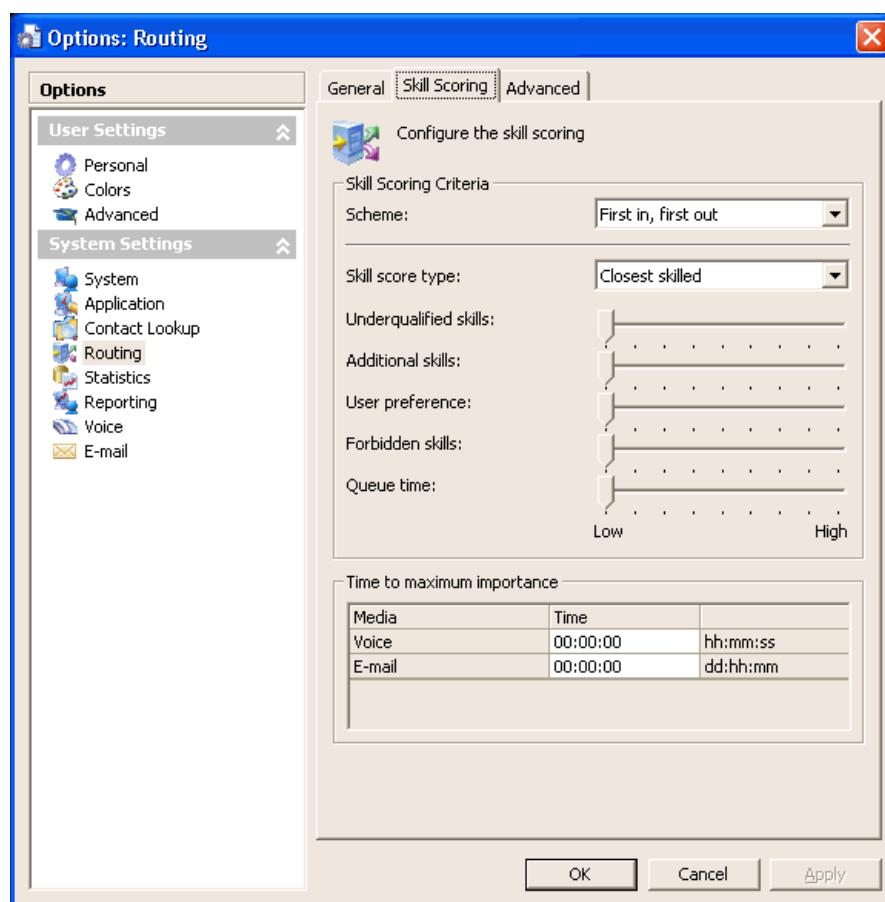 Options: Routing
Options
User Settings
Personal
Colors
Advanced
System Settings
System
Application
Contact Lookup
Routing
Statistics
Reporting
Voice
E-mail
General Skill Scoring Advanced
Configure the skill scoring
Skill Scoring Criteria
Scheme: First in, first out
Skill score type: Closest skilled
Underqualified skills:
Additional skills:
User preference:
Forbidden skills:
Queue time:
Low High
Time to maximum importance
Media Time
Voice 00:00:00 hh:mm:ss
E-mail 00:00:00 dd:hh:mm
OK Cancel Apply